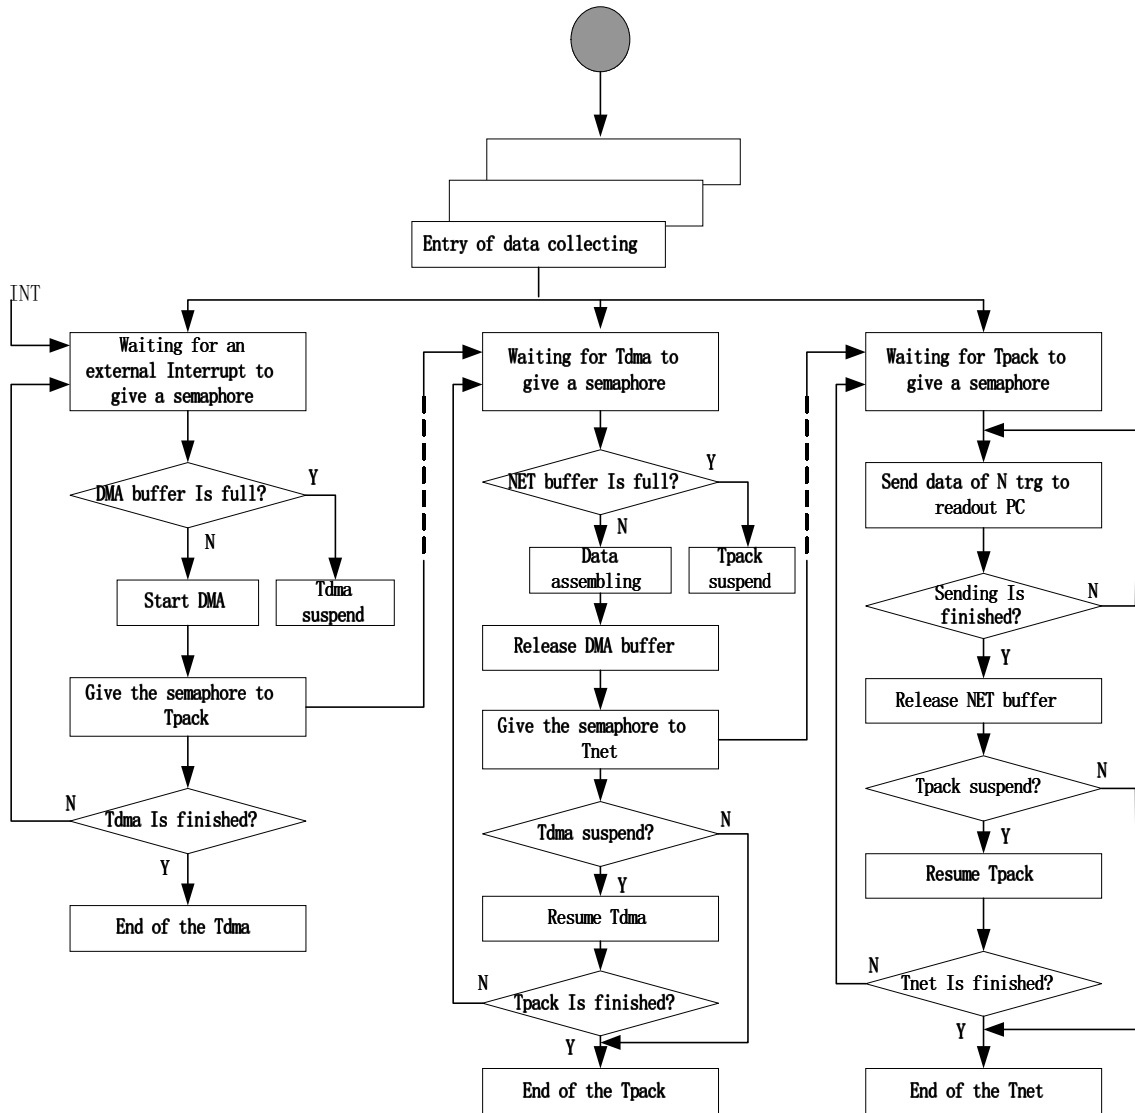 Entry of data collecting
INT
Waiting for an
external Interrupt to
give a semaphore
DMA buffer Is full?
Y
N
Start DMA
Tdma
suspend
Give the semaphore to
Tpack
Tdma Is finished?
N
Y
End of the Tdma
Waiting for Tdma to
give a semaphore
NET buffer Is full?
Y
N
Data
assembling
Tpack
suspend
Release DMA buffer
Give the semaphore to
Tnet
Tdma suspend?
N
Y
Resume Tdma
Tpack Is finished?
N
Y
End of the Tpack
Waiting for Tpack to
give a semaphore
Send data of N trg to
readout PC
Sending Is
finished?
N
Y
Release NET buffer
Tpack suspend?
N
Y
Resume Tpack
Tnet Is finished?
N
Y
End of the Tnet